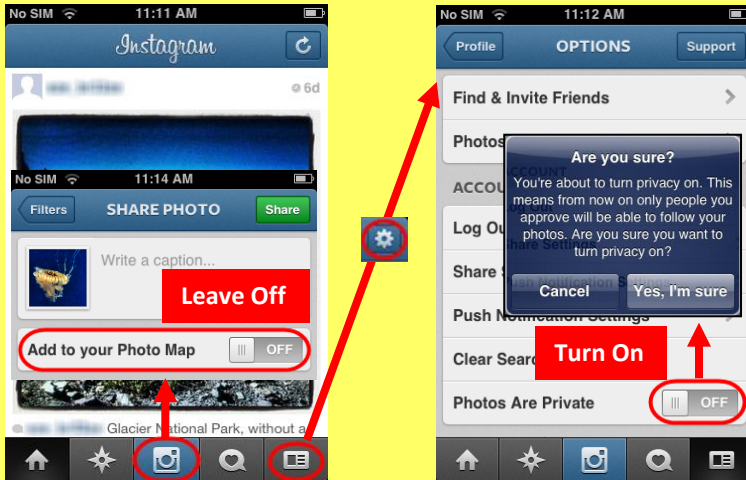 No SIM 11:11 AM
Instagram
6d
No SIM 11:14 AM
Filters SHARE PHOTO Share
Write a caption...
Leave Off
Add to your Photo Map OFF
Glacier National Park, without a
No SIM 11:12 AM
Profile OPTIONS Support
Find & Invite Friends
Photos
Are you sure?
ACCOUNT
You're about to turn privacy on. This
means from now on only people you
approve will be able to follow your
photos. Are you sure you want to
turn privacy on?
Log Out
Share Settings
Cancel Yes, I'm sure
Push Notification Settings
Turn On
Clear Sear
Photos Are Private OFF